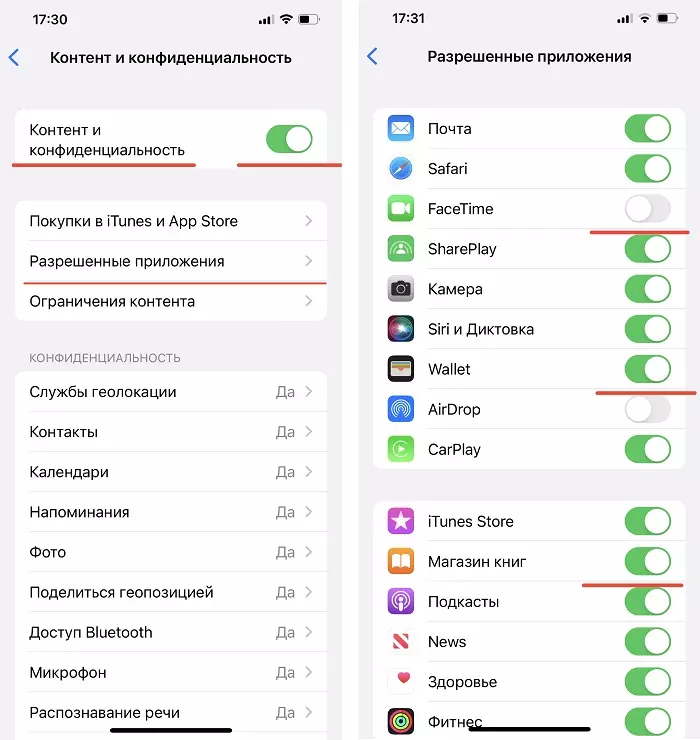 17:30
Контент и конфиденциальность
Контент и
конфиденциальность
Покупки в iTunes и App Store
Разрешенные приложения
Ограничения контента
КОНФИДЕНЦИАЛЬНОСТЬ
Службы геолокации Да
Контакты Да
Календари Да
Напоминания Да
Фото Да
Поделиться геопозицией Да
Доступ Bluetooth Да
Микрофон Да
Распознавание речи Да
17:31
Разрешенные приложения
Почта
Safari
FaceTime
SharePlay
Камера
Siri и Диктовка
Wallet
AirDrop
CarPlay
iTunes Store
Магазин книг
Подкасты
News
Здоровье
Фитнес